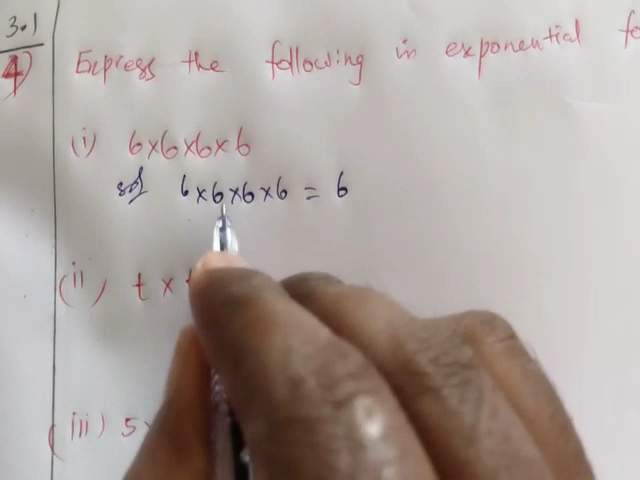 3.1
4) Express the following in exponential fo
(i) 6×6×6×6
sol 6×6×6×6 = 6
(ii) t×t
(iii) 5×